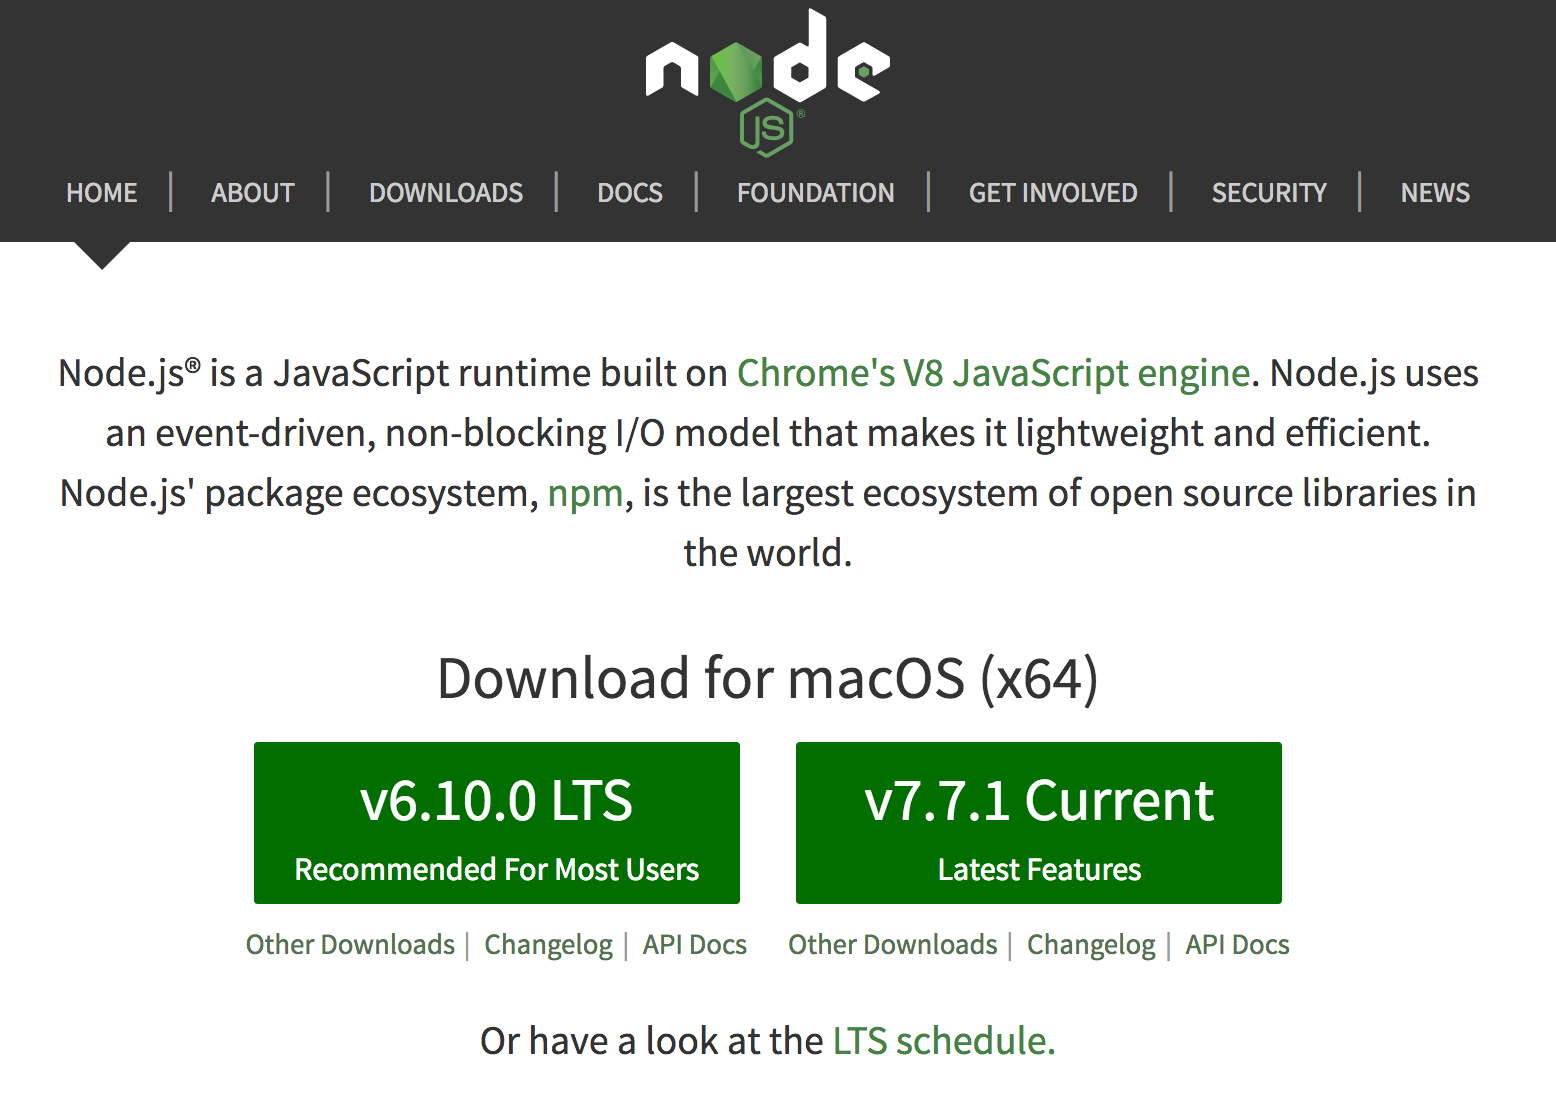 node
JS®
HOME | ABOUT | DOWNLOADS | DOCS | FOUNDATION | GET INVOLVED | SECURITY | NEWS
Node.js® is a JavaScript runtime built on Chrome's V8 JavaScript engine. Node.js uses
an event-driven, non-blocking I/O model that makes it lightweight and efficient.
Node.js' package ecosystem, npm, is the largest ecosystem of open source libraries in
the world.
Download for macOS (x64)
v6.10.0 LTS
Recommended For Most Users
v7.7.1 Current
Latest Features
Other Downloads | Changelog | API Docs
Other Downloads | Changelog | API Docs
Or have a look at the LTS schedule.